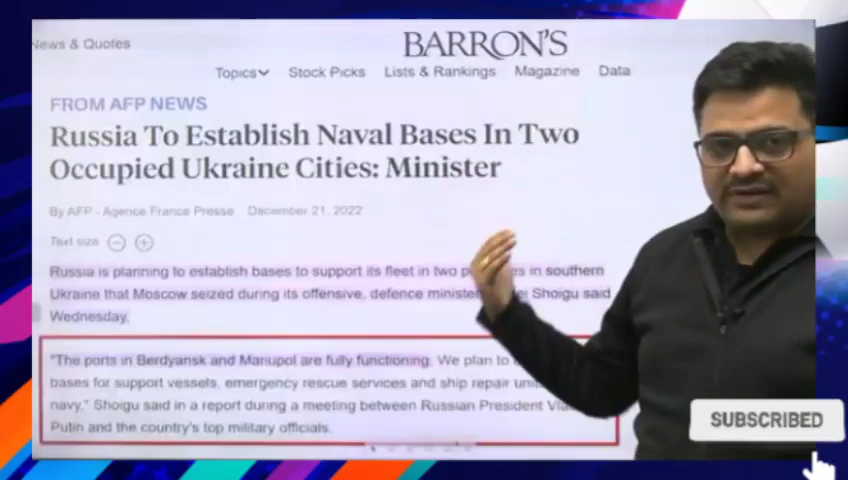 News & Quotes
BARRON'S
Topics Stock Picks Lists & Rankings Magazine Data
FROM AFP NEWS
Russia To Establish Naval Bases In Two
Occupied Ukraine Cities: Minister
By AFP - Agence France Presse December 21, 2022
Text size
Russia is planning to establish bases to support its fleet in two in southern
Ukraine that Moscow seized during its offensive, defence minister Shoigu said
Wednesday.
"The ports in Berdyansk and Mariupol are fully functioning. We plan to
bases for support vessels, emergency rescue services and ship repair
navy," Shoigu said in a report during a meeting between Russian President
Putin and the country's top military officials.
SUBSCRIBED